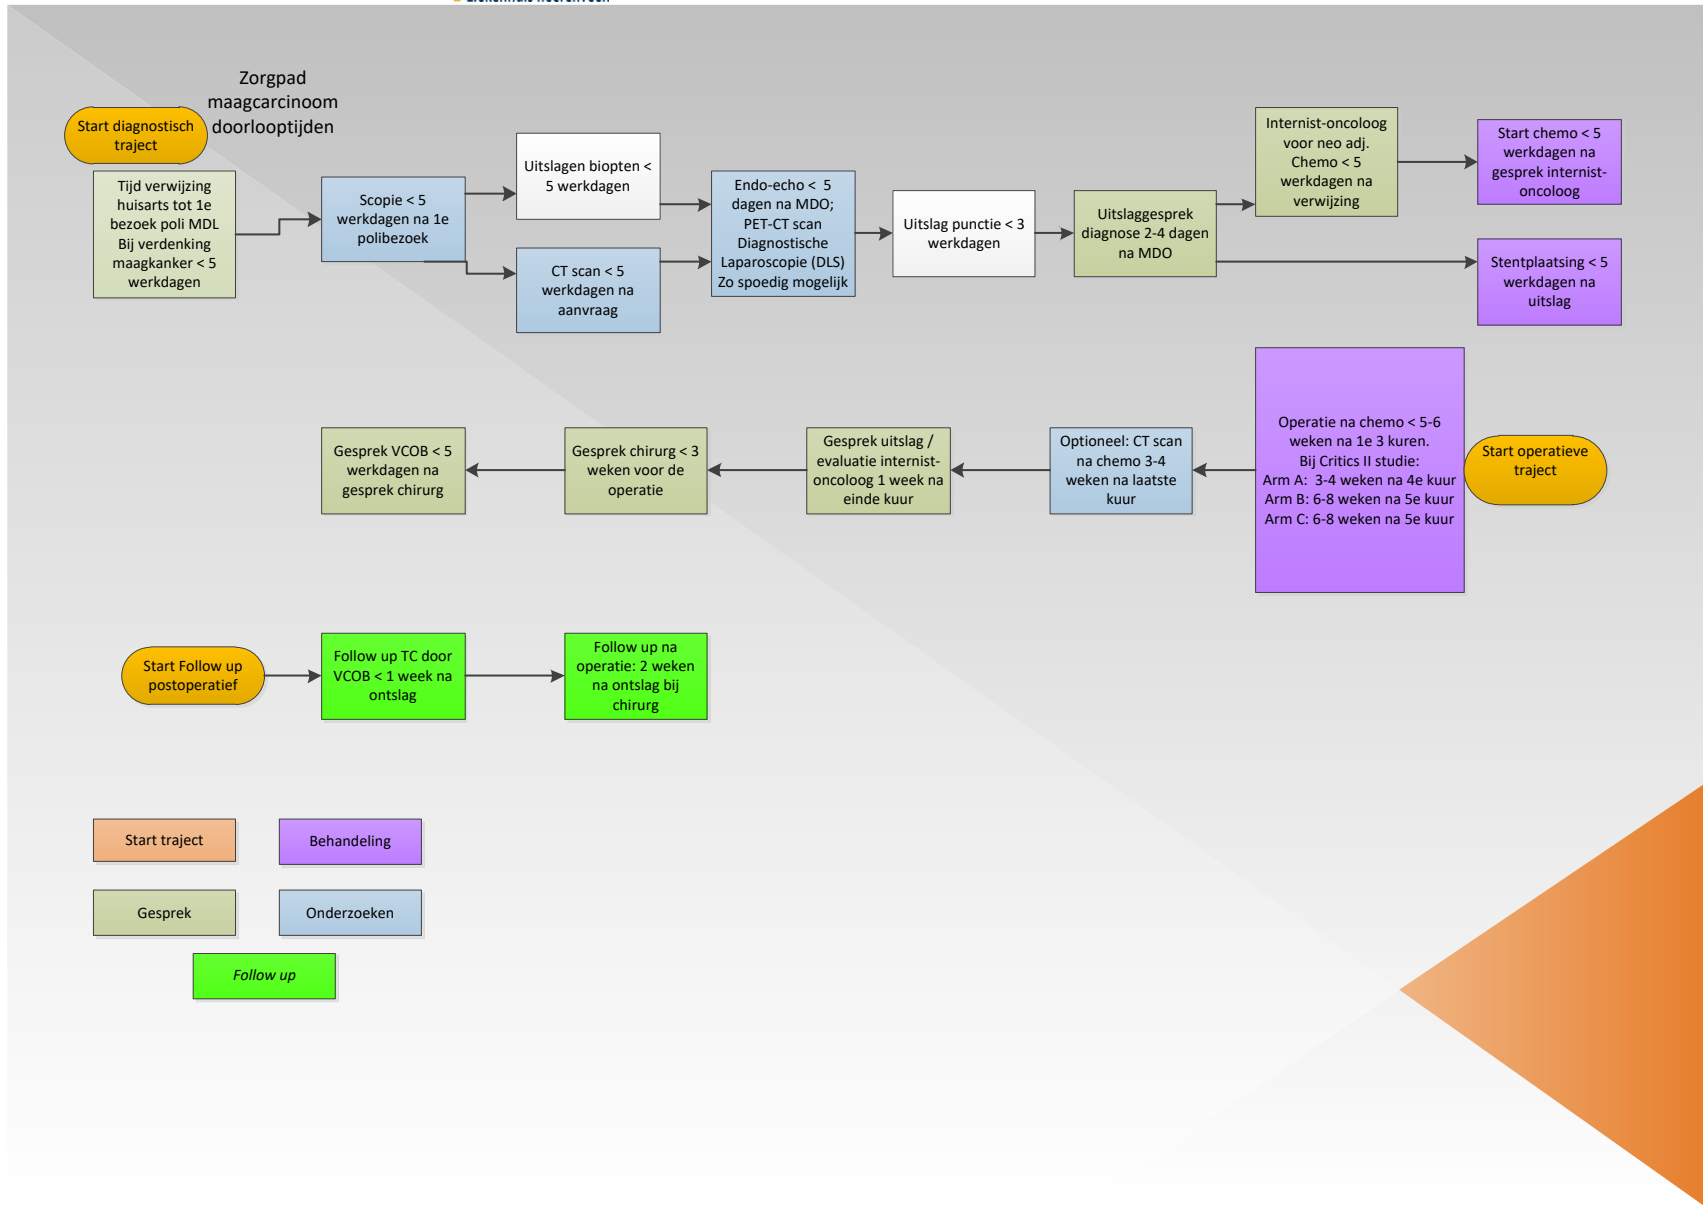 Zorgpad
maagcarcinoom
doorlooptijden
Start diagnostisch
traject
Tijd verwijzing
huisarts tot 1e
bezoek poli MDL
Bij verdenking
maagkanker < 5
werkdagen
Scopie < 5
werkdagen na 1e
polibezoek
Uitslagen biopten <
5 werkdagen
CT scan < 5
werkdagen na
aanvraag
Endo-echo < 5
dagen na MDO;
PET-CT scan
Diagnostische
Laparoscopie (DLS)
Zo spoedig mogelijk
Uitslag punctie < 3
werkdagen
Uitslaggesprek
diagnose 2-4 dagen
na MDO
Internist-oncoloog
voor neo adj.
Chemo < 5
werkdagen na
verwijzing
Start chemo < 5
werkdagen na
gesprek internist-
oncoloog
Stentplaatsing < 5
werkdagen na
uitslag
Gesprek VCOB < 5
werkdagen na
gesprek chirurg
Gesprek chirurg < 3
weken voor de
operatie
Gesprek uitslag /
evaluatie internist-
oncoloog 1 week na
einde kuur
Optioneel: CT scan
na chemo 3-4
weken na laatste
kuur
Operatie na chemo < 5-6
weken na 1e 3 kuren.
Bij Critics II studie:
Arm A: 3-4 weken na 4e kuur
Arm B: 6-8 weken na 5e kuur
Arm C: 6-8 weken na 5e kuur
Start operatieve
traject
Start Follow up
postoperatief
Follow up TC door
VCOB < 1 week na
ontslag
Follow up na
operatie: 2 weken
na ontslag bij
chirurg
Start traject
Behandeling
Gesprek
Onderzoeken
Follow up